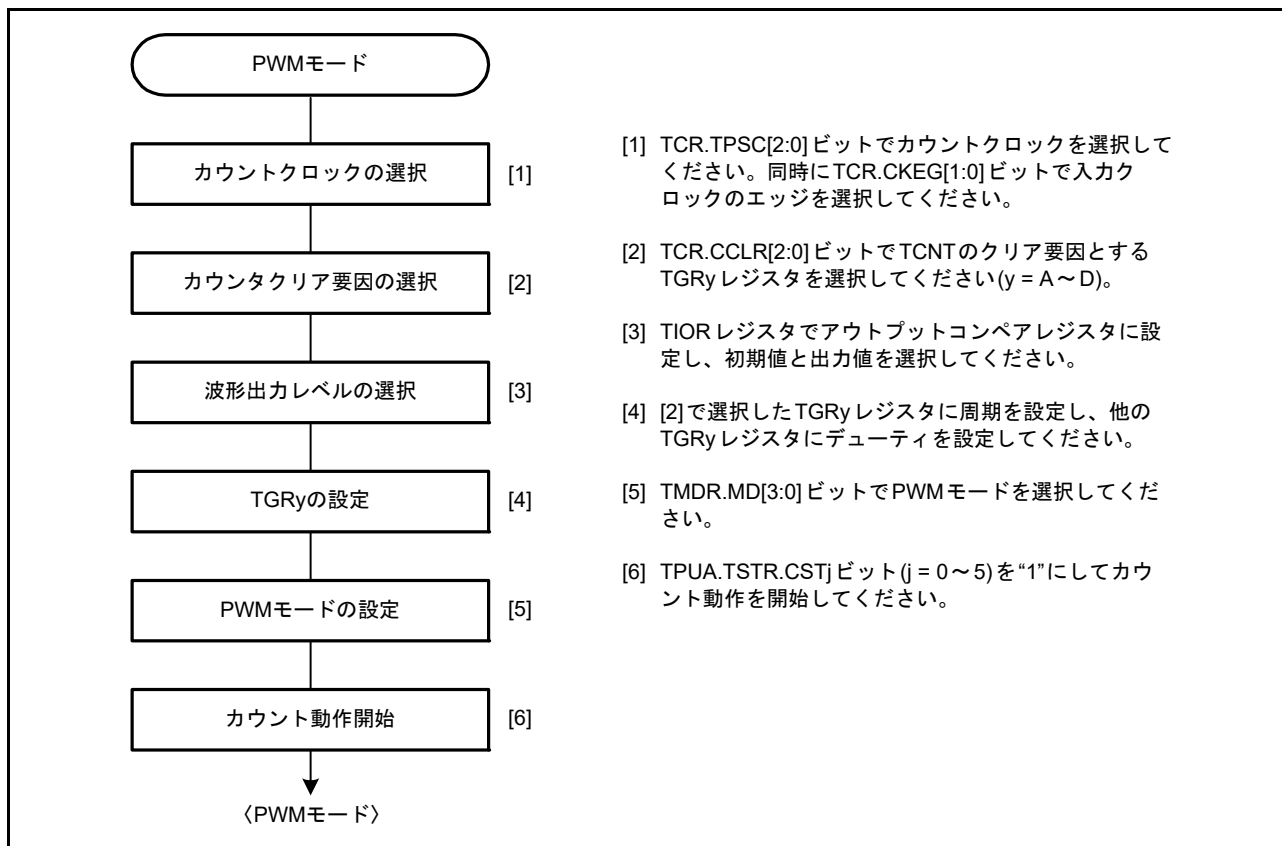 PWMモード
カウントクロックの選択 [1]
カウンタクリア要因の選択 [2]
波形出力レベルの選択 [3]
TGRyの設定 [4]
PWMモードの設定 [5]
カウント動作開始 [6]
〈PWMモード〉
[1] TCR.TPSC[2:0]ビットでカウントクロックを選択して
ください。同時にTCR.CKEG[1:0]ビットで入力ク
ロックのエッジを選択してください。
[2] TCR.CCLR[2:0]ビットでTCNTのクリア要因とする
TGRyレジスタを選択してください(y = A～D)。
[3] TIORレジスタでアウトプットコンペアレジスタに設
定し、初期値と出力値を選択してください。
[4] [2]で選択したTGRyレジスタに周期を設定し、他の
TGRyレジスタにデューティを設定してください。
[5] TMDR.MD[3:0]ビットでPWMモードを選択してくだ
さい。
[6] TPUA.TSTR.CSTjビット(j = 0～5)を“1”にしてカウ
ント動作を開始してください。